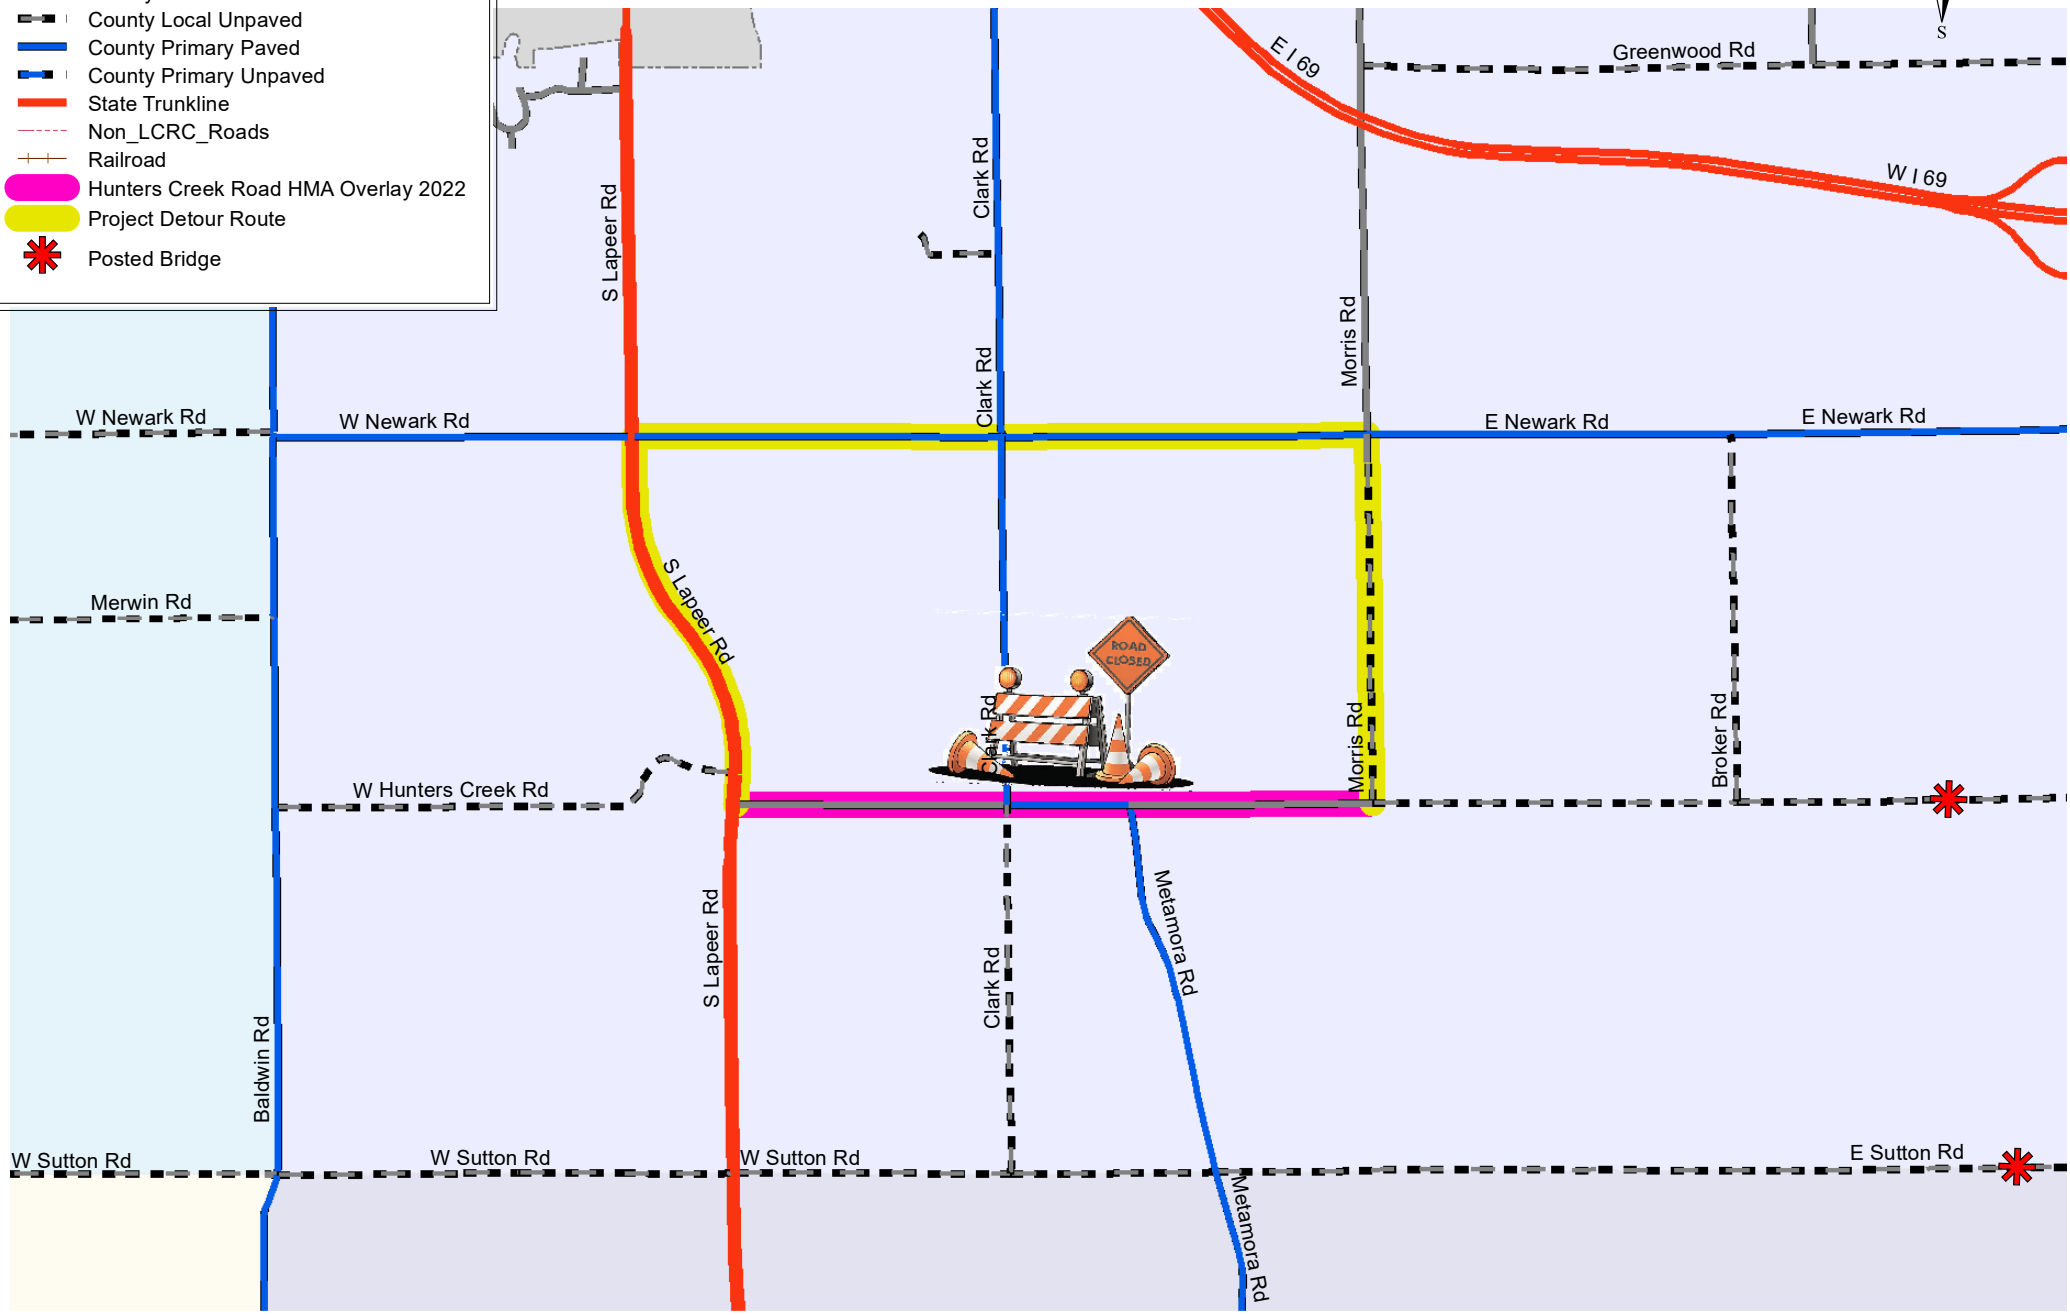 County Local Unpaved
County Primary Paved
County Primary Unpaved
State Trunkline
Non_LCRC_Roads
Railroad
Hunters Creek Road HMA Overlay 2022
Project Detour Route
Posted Bridge
S
Greenwood Rd
E I 69
W I 69
Clark Rd
S Lapeer Rd
Morris Rd
Clark Rd
W Newark Rd
W Newark Rd
E Newark Rd
E Newark Rd
Merwin Rd
S Lapeer Rd
ROAD
CLOSED
Clark Rd
Morris Rd
Broker Rd
W Hunters Creek Rd
S Lapeer Rd
Clark Rd
Metamora Rd
Baldwin Rd
W Sutton Rd
W Sutton Rd
W Sutton Rd
E Sutton Rd
Metamora Rd